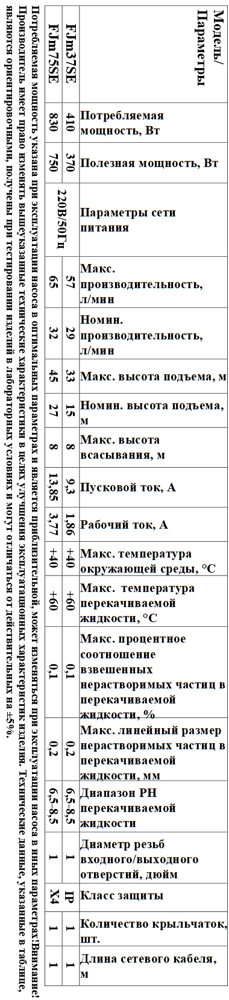 Модель/
Параметры
FJm37SE
FJm75SE
Потребляемая
мощность, Вт
410
830
Полезная мощность, Вт
370
750
Параметры сети
питания
220В/50Гц
Макс.
производительность,
л/мин
57
65
Номин.
производительность,
л/мин
29
32
Макс. высота подъема, м
33
45
Номин. высота подъема,
м
15
27
Макс. высота
всасывания, м
8
8
Пусковой ток, А
9,3
13,85
Рабочий ток, А
1,86
3,77
Макс. температура
окружающей среды, °С
+40
+40
Макс. температура
перекачиваемой
жидкости, °С
+60
+60
Макс. процентное
соотношение
взвешенных
нерастворимых частиц в
перекачиваемой
жидкости, %
0,1
0,1
Макс. линейный размер
нерастворимых частиц в
перекачиваемой
жидкости, мм
0,2
0,2
Диапазон РН
перекачиваемой
жидкости
6,5-8,5
6,5-8,5
Диаметр резьб
входного/выходного
отверстий, дюйм
1
1
Класс защиты
IP
X4
Количество крыльчаток,
шт.
1
1
Длина сетевого кабеля,
м
1
1
Потребляемая мощность указана при эксплуатации насоса в оптимальных параметрах и является приблизительной, может изменяться при эксплуатации насоса в иных параметрах!Внимание!
Производитель имеет право изменять вышеуказанные технические характеристики в целях улучшения эксплуатационных характеристик изделия. Технические данные, указанные в таблице,
являются ориентировочными, получены при тестировании изделий в лабораторных условиях и могут отличаться от действительных на ±5%.